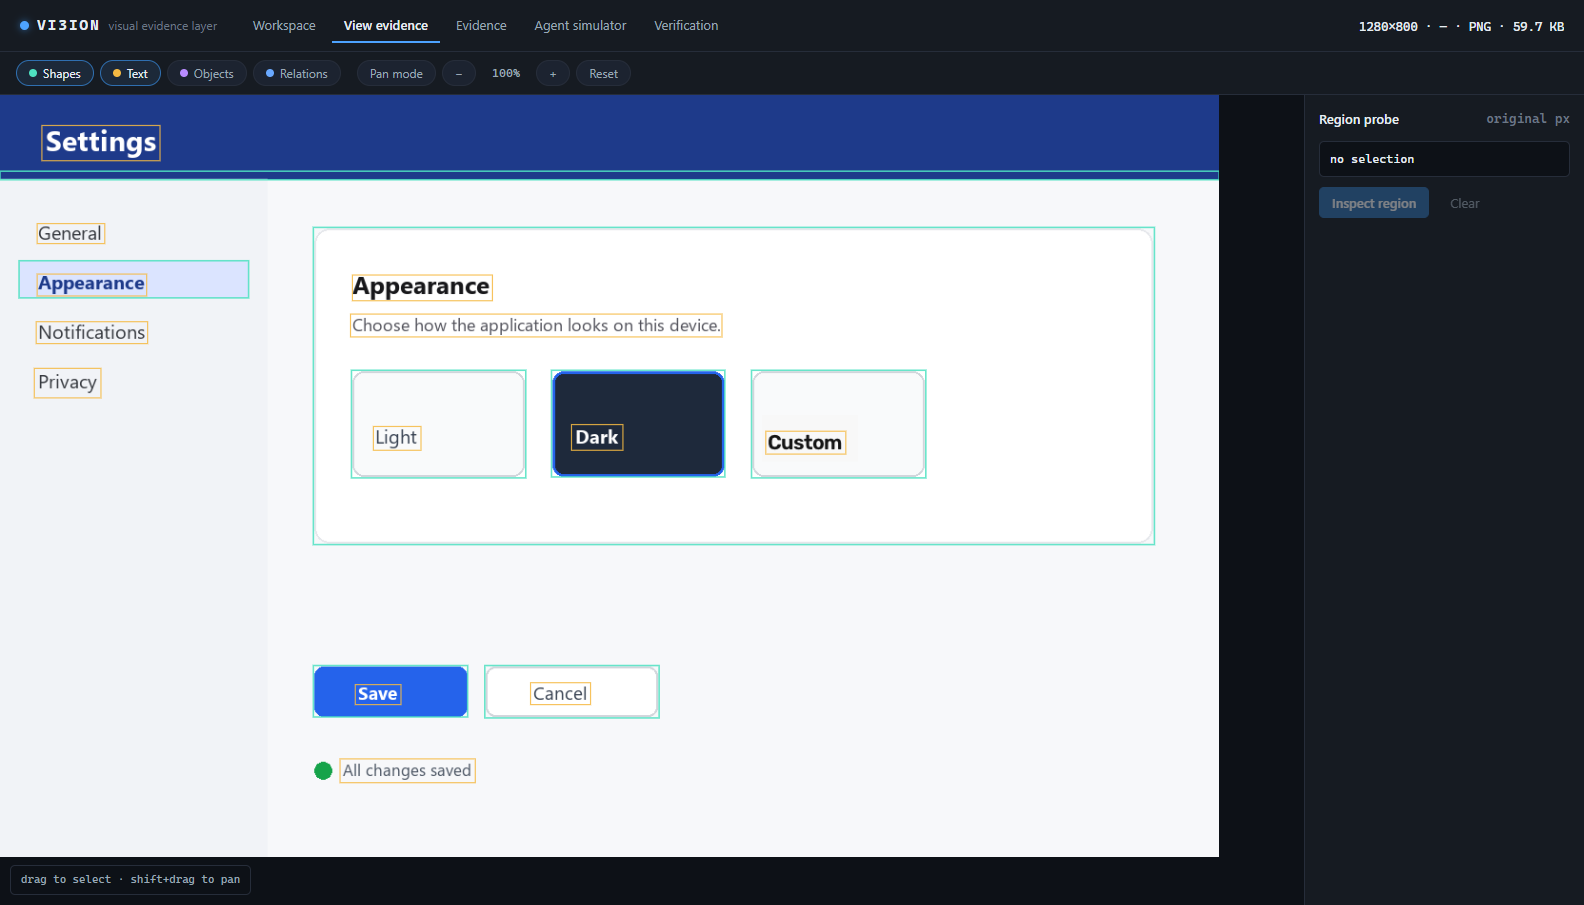 VI3ION visual evidence layer Workspace View evidence Evidence Agent simulator Verification 1280×800 · — · PNG · 59.7 KB
Shapes Text Objects Relations Pan mode − 100% + Reset
Region probe original px
no selection
Inspect region Clear
Settings
General
Appearance
Notifications
Privacy
Appearance
Choose how the application looks on this device.
Light Dark Custom
Save Cancel
All changes saved
drag to select · shift+drag to pan